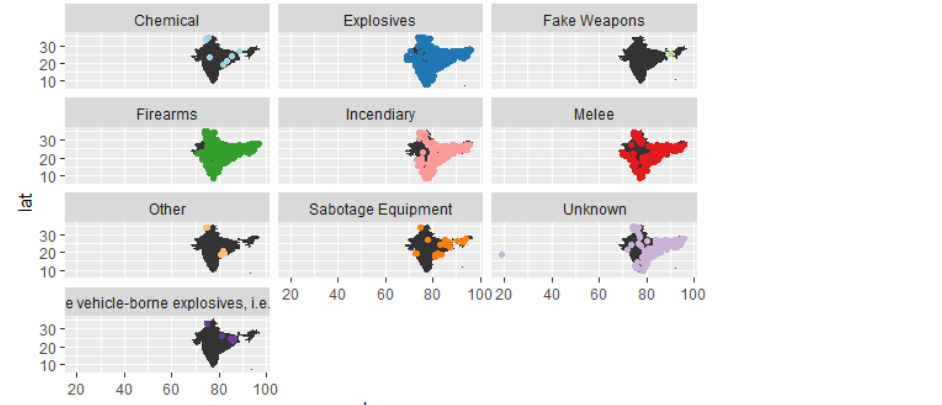 Chemical Explosives Fake Weapons
30
20
10
Firearms Incendiary Melee
30
20
10
lat
Other Sabotage Equipment Unknown
30
20
10
20 40 60 80 100 20 40 60 80 100
e vehicle-borne explosives, i.e.
30
20
10
20 40 60 80 100